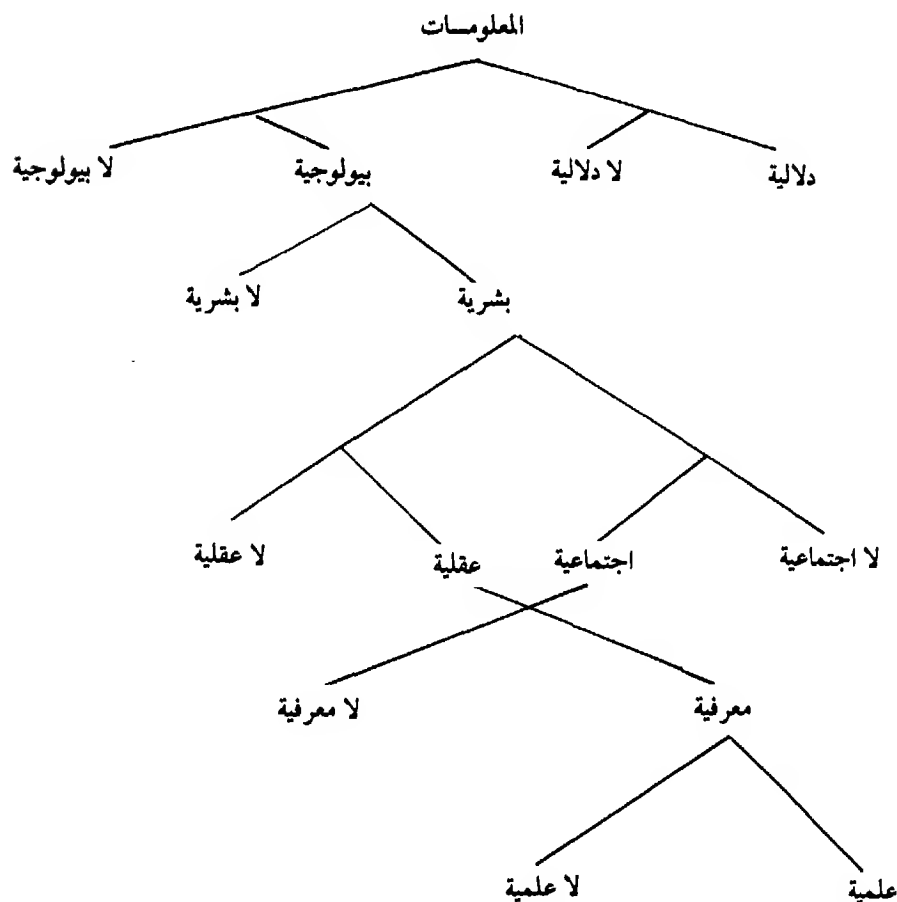 المعلومـات
دلالية لا دلالية بيولوجية لا بيولوجية
بشرية لا بشرية
لا اجتماعية اجتماعية عقلية لا عقلية
معرفية لا معرفية
علمية لا علمية